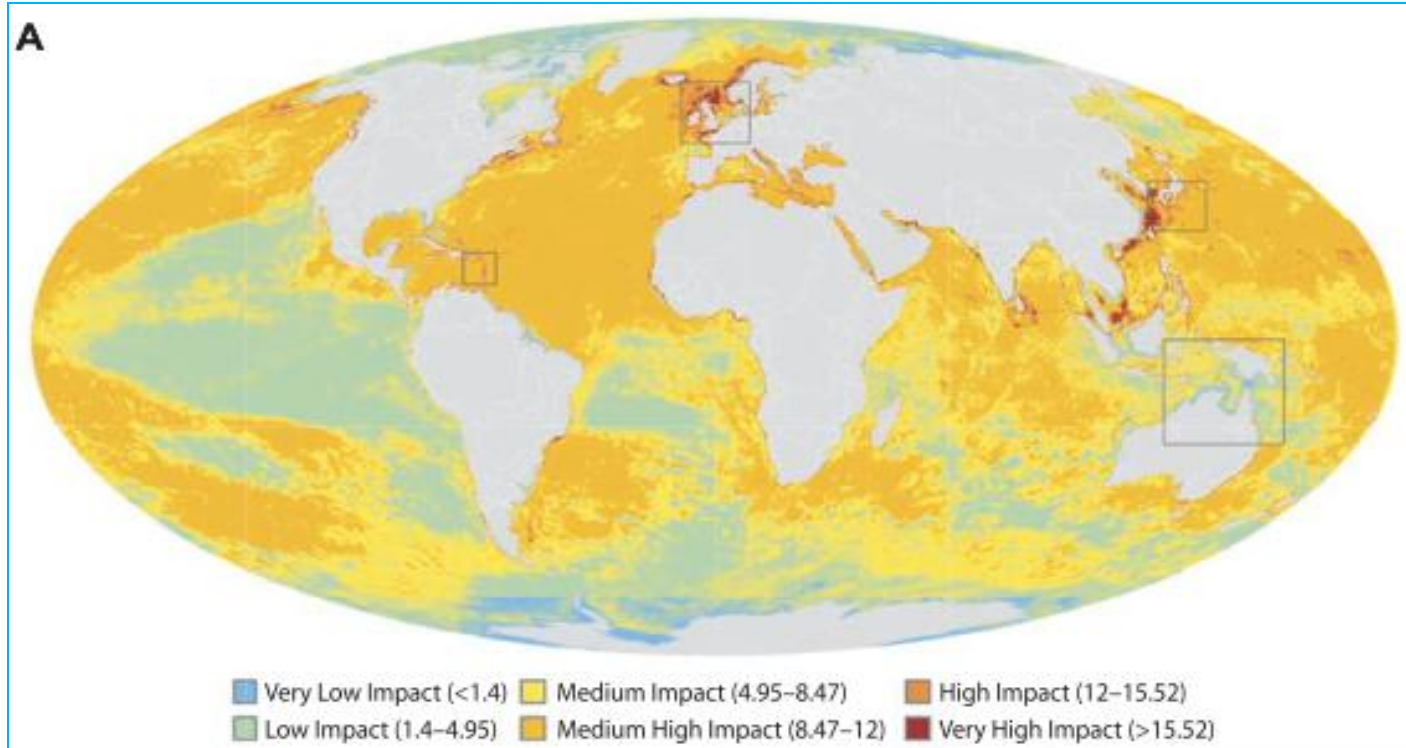 A
Very Low Impact (<1.4) Medium Impact (4.95–8.47) High Impact (12–15.52)
Low Impact (1.4–4.95) Medium High Impact (8.47–12) Very High Impact (>15.52)